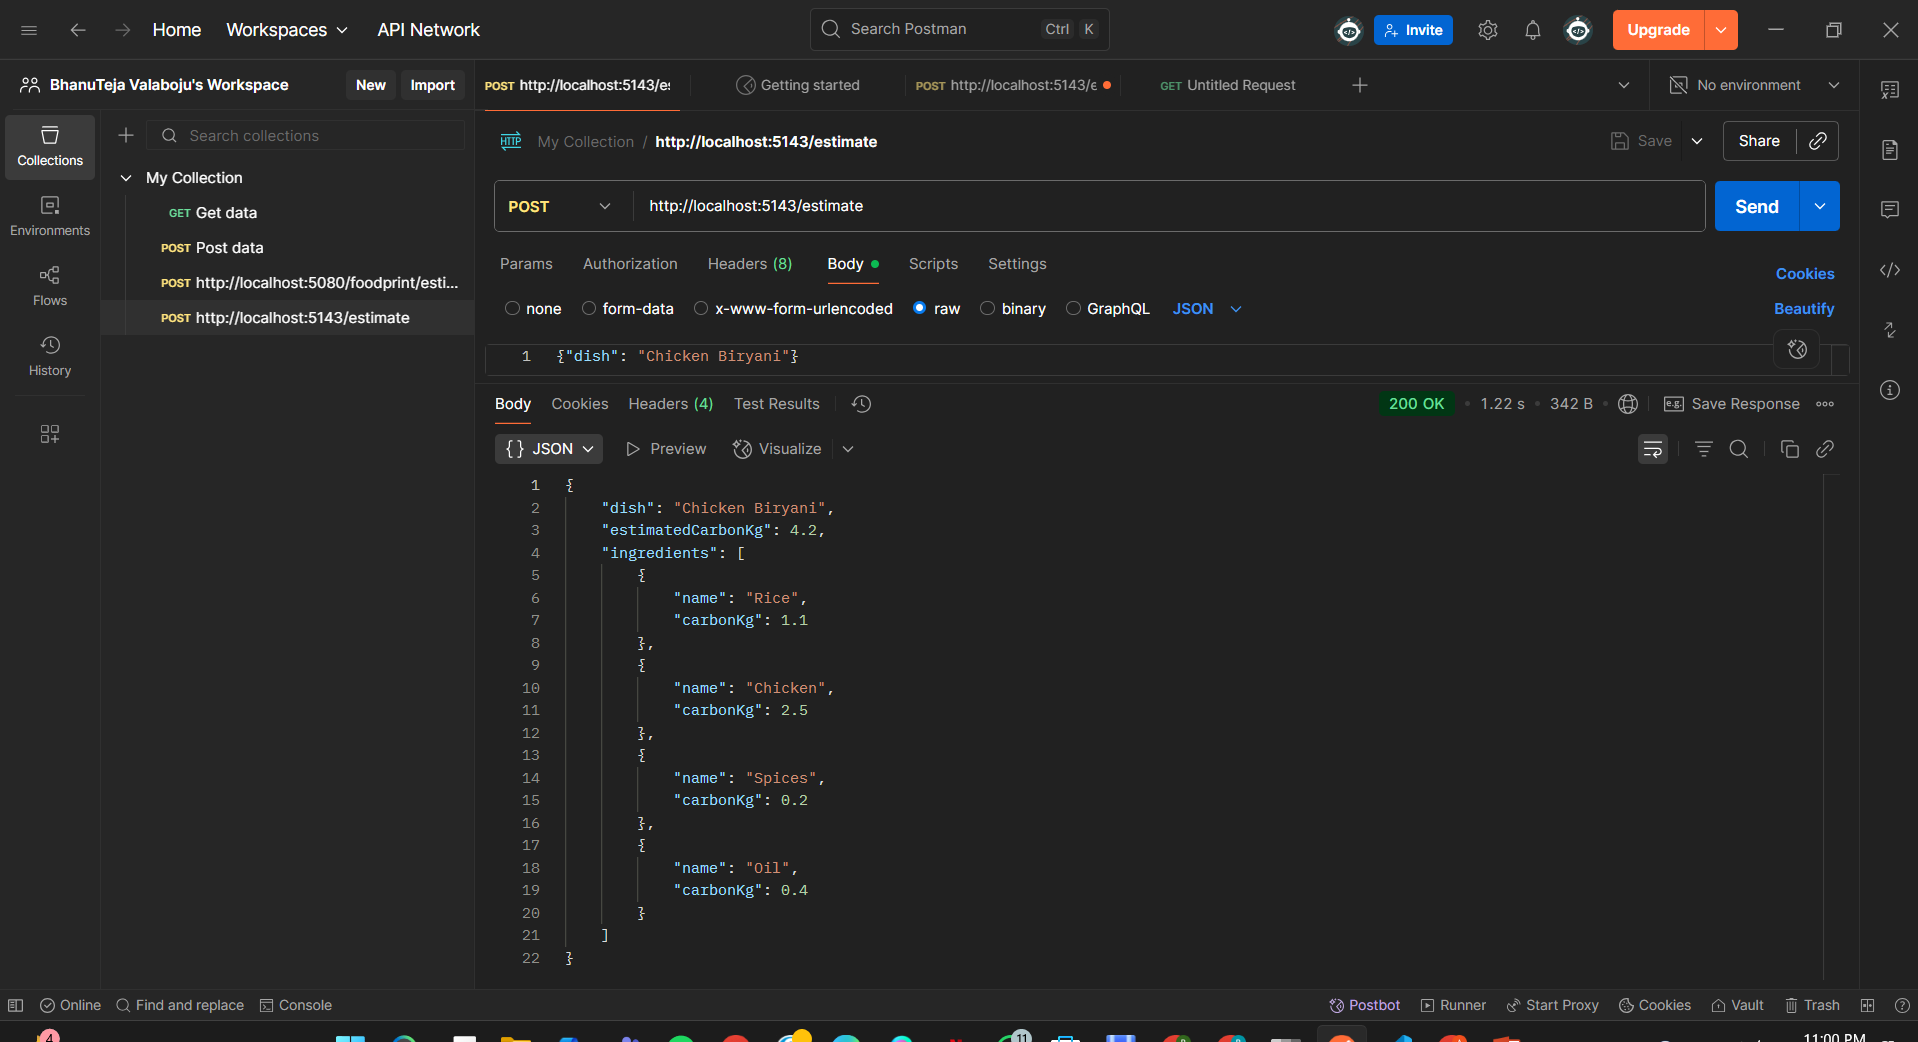 Home Workspaces API Network Search Postman Ctrl K Invite Upgrade
BhanuTeja Valaboju's Workspace New Import POST http://localhost:5143/es Getting started POST http://localhost:5143/e GET Untitled Request No environment
Collections
Environments
Flows
History
Search collections
My Collection
GET Get data
POST Post data
POST http://localhost:5080/foodprint/esti...
POST http://localhost:5143/estimate
HTTP My Collection / http://localhost:5143/estimate Save Share
POST http://localhost:5143/estimate Send
Params Authorization Headers (8) Body Scripts Settings Cookies
none form-data x-www-form-urlencoded raw binary GraphQL JSON Beautify
1 {"dish": "Chicken Biryani"}
Body Cookies Headers (4) Test Results 200 OK • 1.22 s • 342 B • e.g. Save Response
{} JSON Preview Visualize
1 {
2 "dish": "Chicken Biryani",
3 "estimatedCarbonKg": 4.2,
4 "ingredients": [
5 {
6 "name": "Rice",
7 "carbonKg": 1.1
8 },
9 {
10 "name": "Chicken",
11 "carbonKg": 2.5
12 },
13 {
14 "name": "Spices",
15 "carbonKg": 0.2
16 },
17 {
18 "name": "Oil",
19 "carbonKg": 0.4
20 }
21 ]
22 }
Online Find and replace Console Postbot Runner Start Proxy Cookies Vault Trash
4 11 11:00 PM